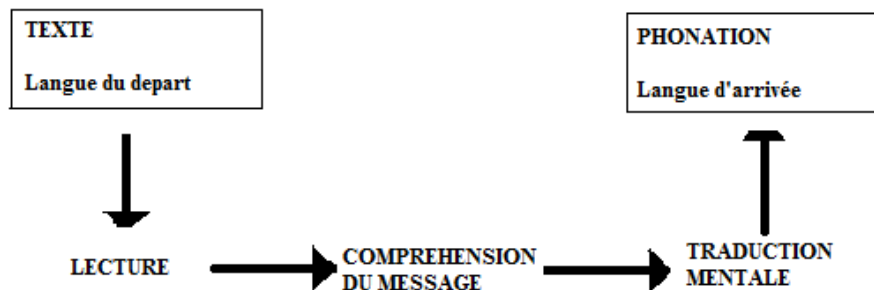 TEXTE
Langue du depart
PHONATION
Langue d'arrivée
LECTURE
COMPREHENSION
DU MESSAGE
TRADUCTION
MENTALE